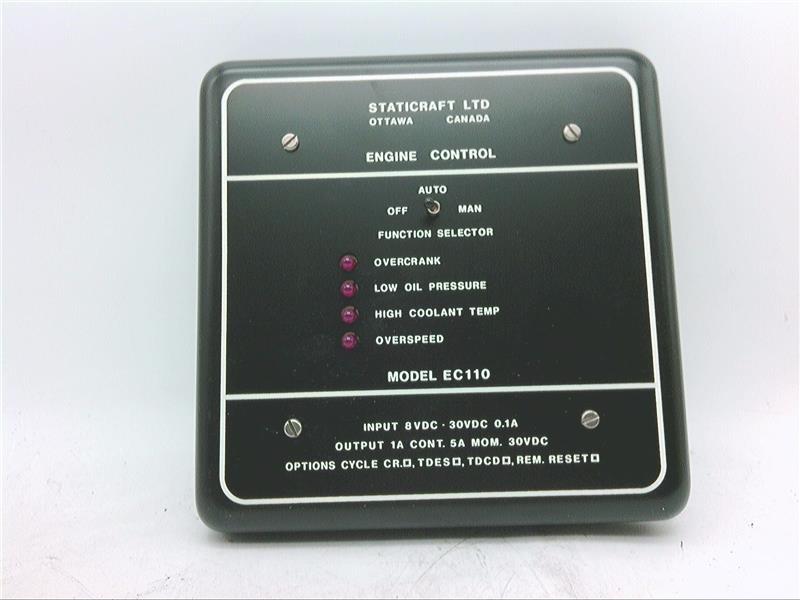 STATICRAFT LTD
OTTAWA CANADA
ENGINE CONTROL
AUTO
OFF MAN
FUNCTION SELECTOR
OVERCRANK
LOW OIL PRESSURE
HIGH COOLANT TEMP
OVERSPEED
MODEL EC110
INPUT 8VDC - 30VDC 0.1A
OUTPUT 1A CONT. 5A MOM. 30VDC
OPTIONS CYCLE CR.☐, TDES☐, TDCD☐, REM. RESET☐